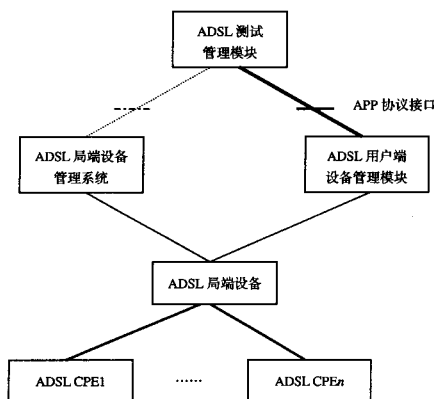 ADSL 测试
管理模块
APP 协议接口
ADSL 局端设备
管理系统
ADSL 用户端
设备管理模块
ADSL 局端设备
ADSL CPE1
……
ADSL CPEn